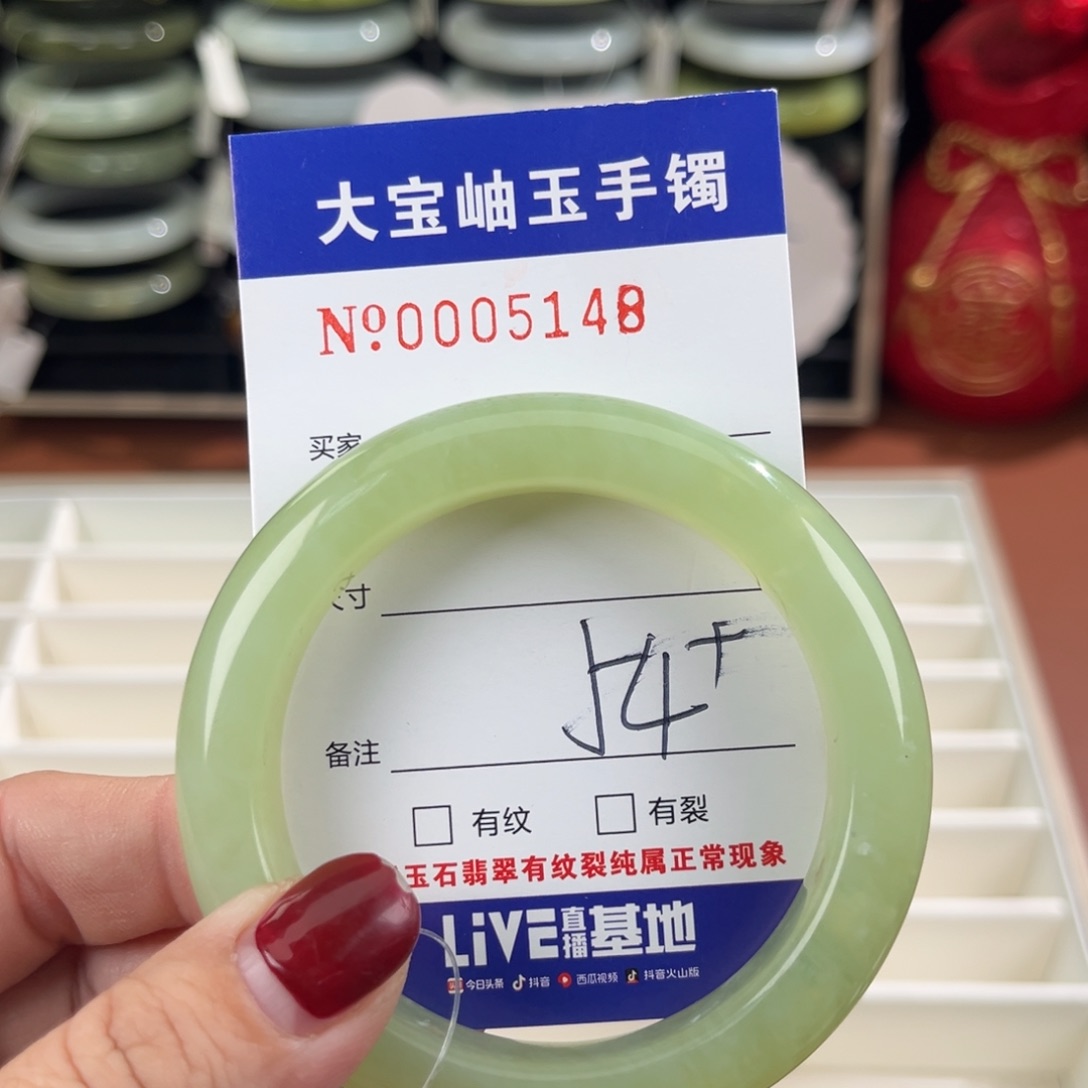 大宝岫玉手镯
№.0005148
买家
寸
54+
备注
有纹
有裂
玉石翡翠有纹裂纯属正常现象
LiVE直播基地
今日头条 抖音 西瓜视频 抖音火山版